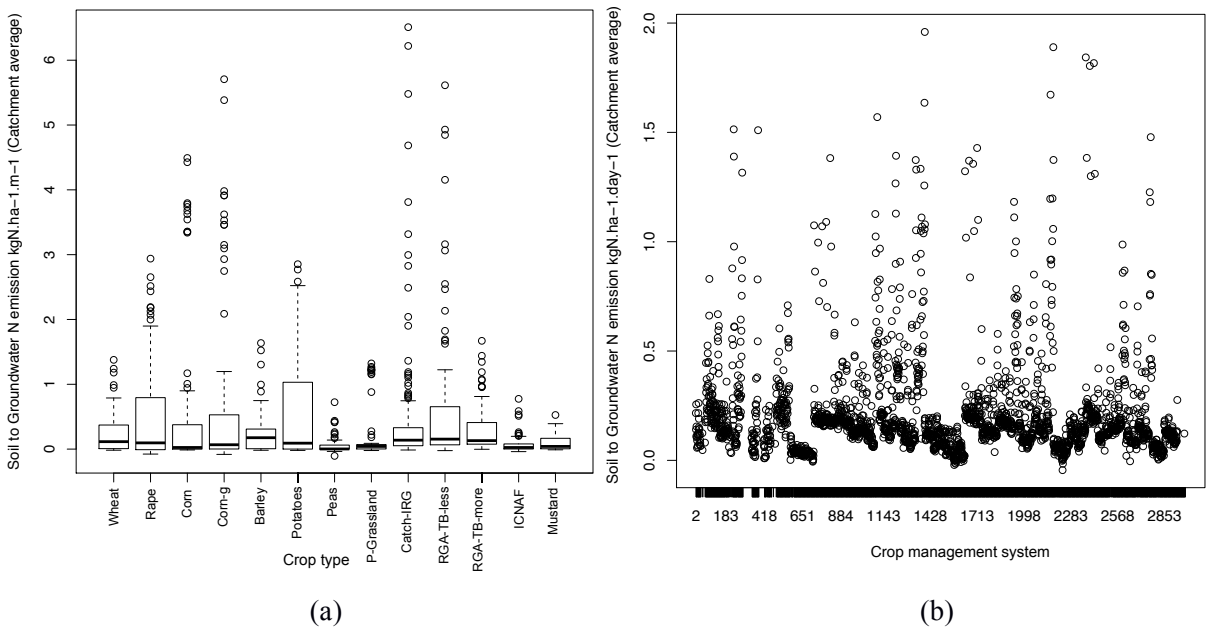 Soil to Groundwater N emission kgN.ha−1.m−1 (Catchment average)
6
5
4
3
2
1
0
Wheat
Rape
Corn
Corn-g
Barley
Potatoes
Peas
P-Grassland
Catch-IRG
RGA-TB-less
RGA-TB-more
ICNAF
Mustard
Crop type
(a)
Soil to Groundwater N emission kgN.ha−1.day−1 (Catchment average)
2.0
1.5
1.0
0.5
0.0
2 183 418 651 884 1143 1428 1713 1998 2283 2568 2853
Crop management system
(b)